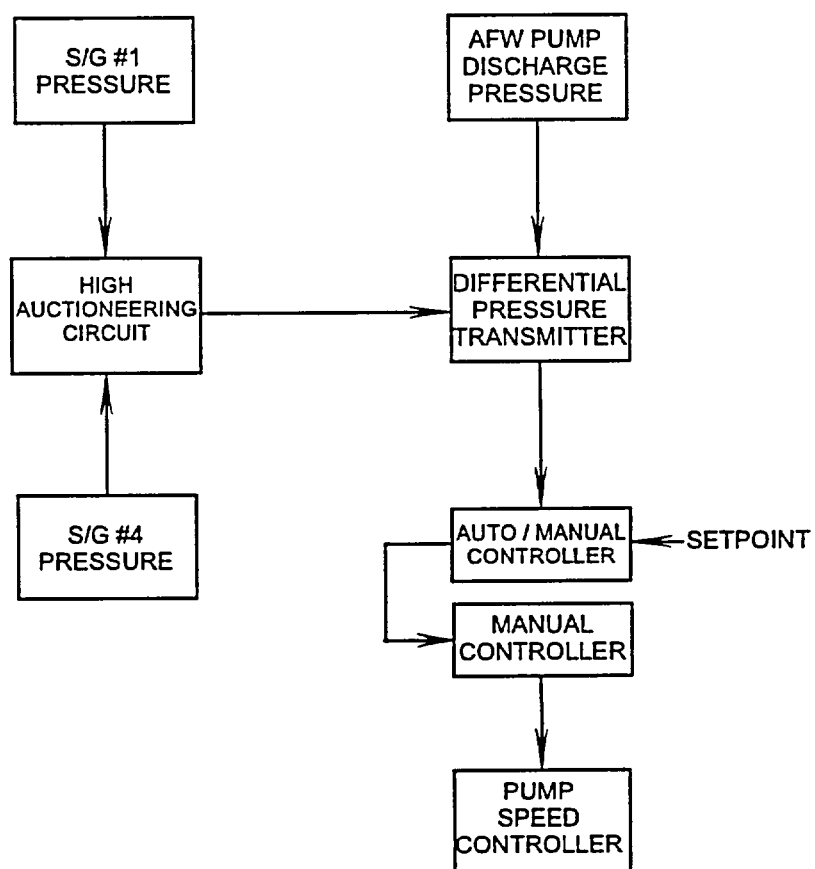 S/G #1
PRESSURE
AFW PUMP
DISCHARGE
PRESSURE
HIGH
AUCTIONEERING
CIRCUIT
DIFFERENTIAL
PRESSURE
TRANSMITTER
S/G #4
PRESSURE
AUTO / MANUAL
CONTROLLER
SETPOINT
MANUAL
CONTROLLER
PUMP
SPEED
CONTROLLER